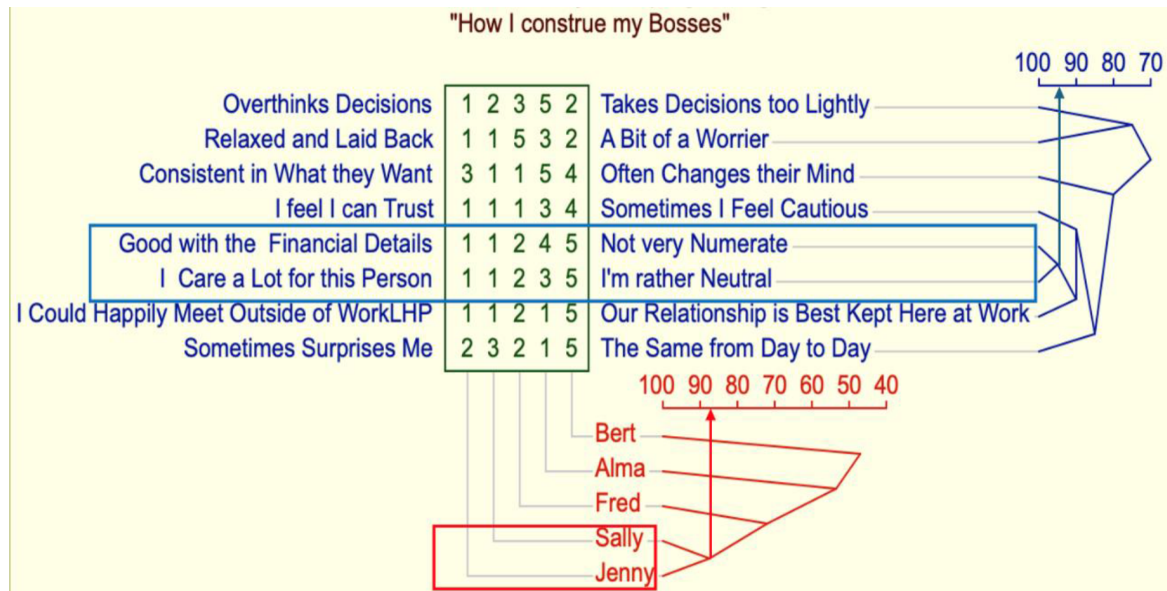 "How I construe my Bosses"
100 90 80 70
Overthinks Decisions 1 2 3 5 2 Takes Decisions too Lightly
Relaxed and Laid Back 1 1 5 3 2 A Bit of a Worrier
Consistent in What they Want 3 1 1 5 4 Often Changes their Mind
I feel I can Trust 1 1 1 3 4 Sometimes I Feel Cautious
Good with the Financial Details 1 1 2 4 5 Not very Numerate
I Care a Lot for this Person 1 1 2 3 5 I'm rather Neutral
I Could Happily Meet Outside of WorkLHP 1 1 2 1 5 Our Relationship is Best Kept Here at Work
Sometimes Surprises Me 2 3 2 1 5 The Same from Day to Day
100 90 80 70 60 50 40
Bert
Alma
Fred
Sally
Jenny